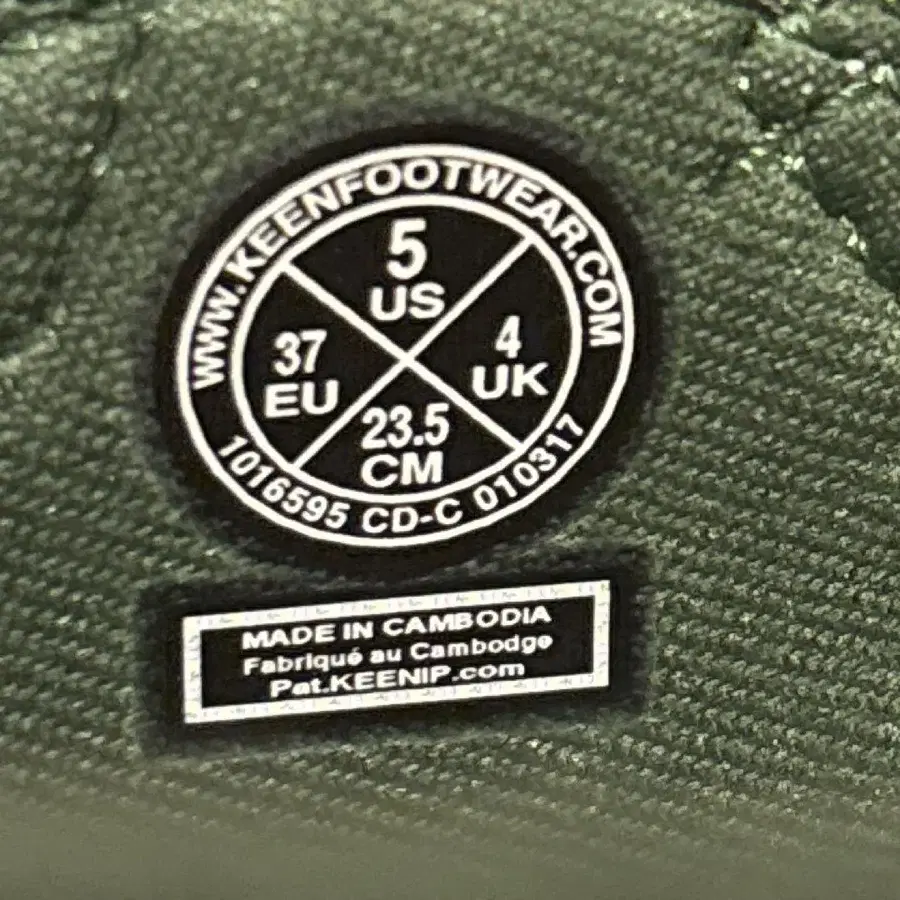 WWW.KEENFOOTWEAR.COM
5
US
37
EU
4
UK
23.5
CM
1016595 CD-C 010317
MADE IN CAMBODIA
Fabriqué au Cambodge
Pat.KEENIP.com